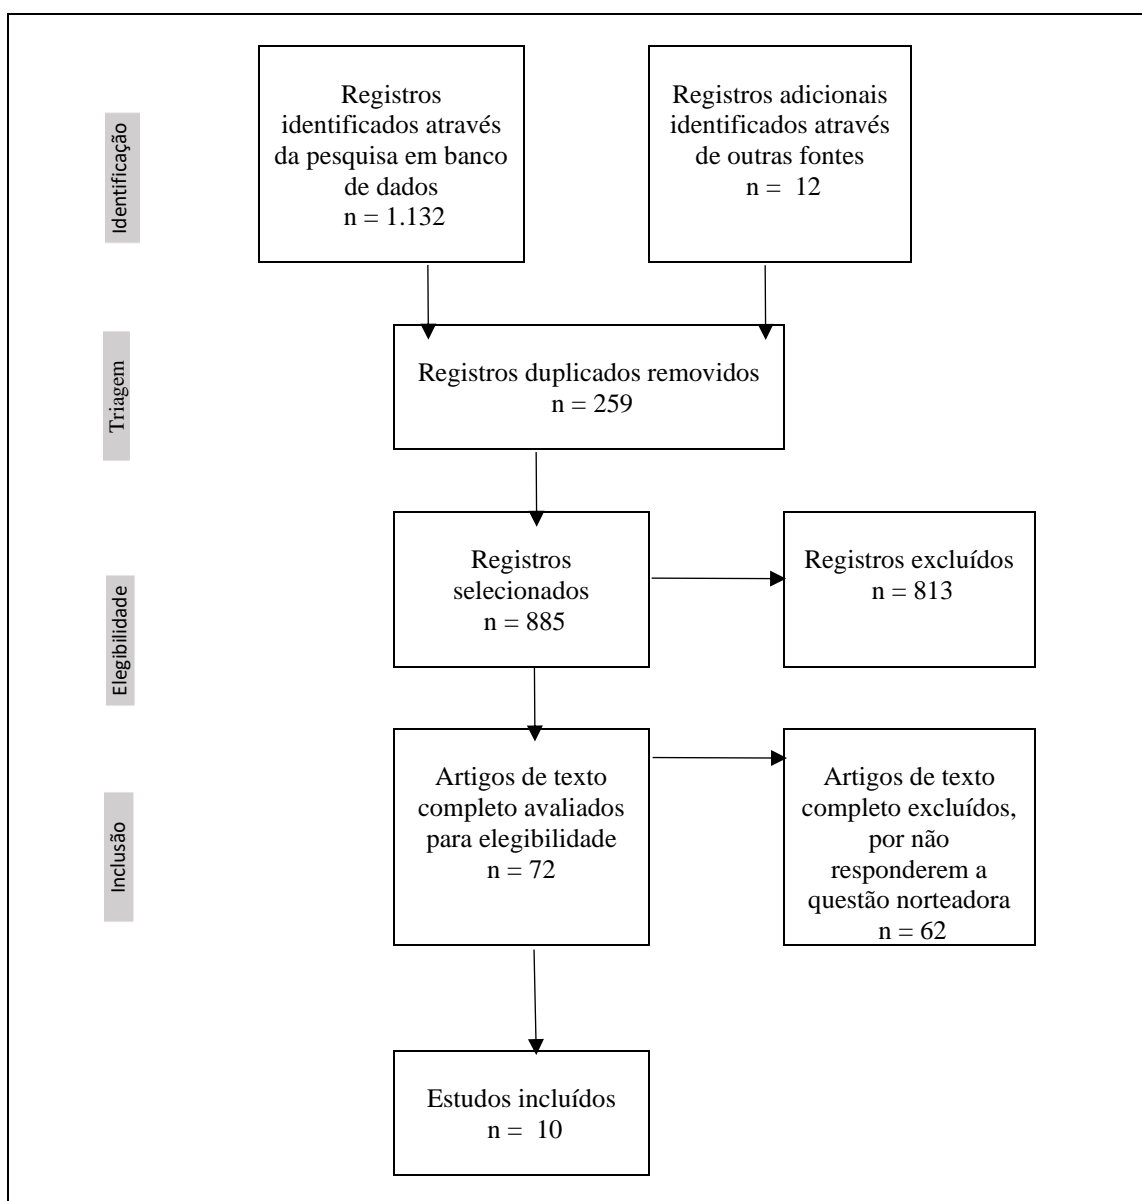 Identificação
Registros
identificados através
da pesquisa em banco
de dados
n = 1.132
Registros adicionais
identificados através
de outras fontes
n = 12
Triagem
Registros duplicados removidos
n = 259
Elegibilidade
Registros
selecionados
n = 885
Registros excluídos
n = 813
Inclusão
Artigos de texto
completo avaliados
para elegibilidade
n = 72
Artigos de texto
completo excluídos,
por não
responderem a
questão norteadora
n = 62
Estudos incluídos
n = 10